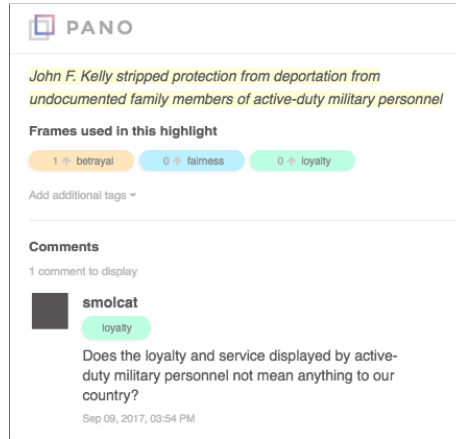 PANO
John F. Kelly stripped protection from deportation from
undocumented family members of active-duty military personnel
Frames used in this highlight
1 ↑ betrayal 0 ↑ fairness 0 ↑ loyalty
Add additional tags
Comments
1 comment to display
smolcat
loyalty
Does the loyalty and service displayed by active-
duty military personnel not mean anything to our
country?
Sep 09, 2017, 03:54 PM